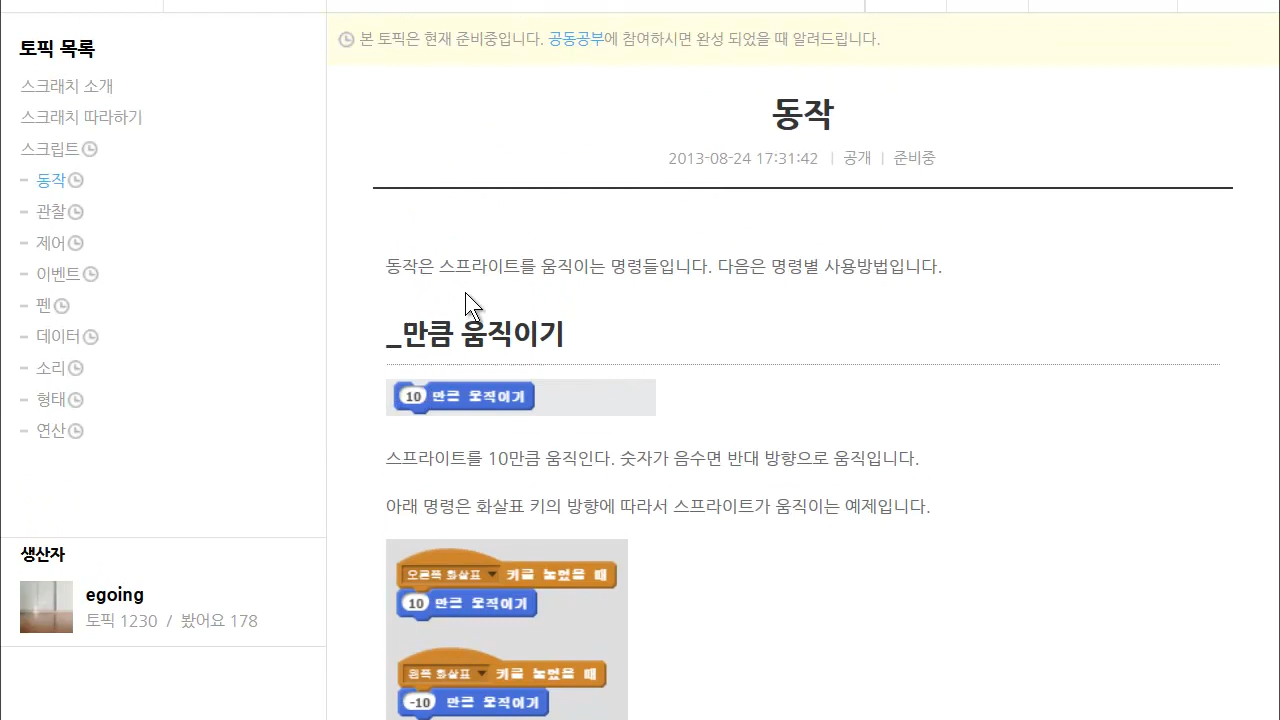 토픽 목록
스크래치 소개
스크래치 따라하기
스크립트
- 동작
- 관찰
- 제어
- 이벤트
- 펜
- 데이터
- 소리
- 형태
- 연산
생산자
egoing
토픽 1230 / 봤어요 178
본 토픽은 현재 준비중입니다. 공동공부에 참여하시면 완성 되었을 때 알려드립니다.
동작
2013-08-24 17:31:42 | 공개 | 준비중
동작은 스프라이트를 움직이는 명령들입니다. 다음은 명령별 사용방법입니다.
_만큼 움직이기
10 만큼 움직이기
스프라이트를 10만큼 움직인다. 숫자가 음수면 반대 방향으로 움직입니다.
아래 명령은 화살표 키의 방향에 따라서 스프라이트가 움직이는 예제입니다.
오른쪽 화살표 키를 눌렀을 때
10 만큼 움직이기
왼쪽 화살표 키를 눌렀을 때
-10 만큼 움직이기